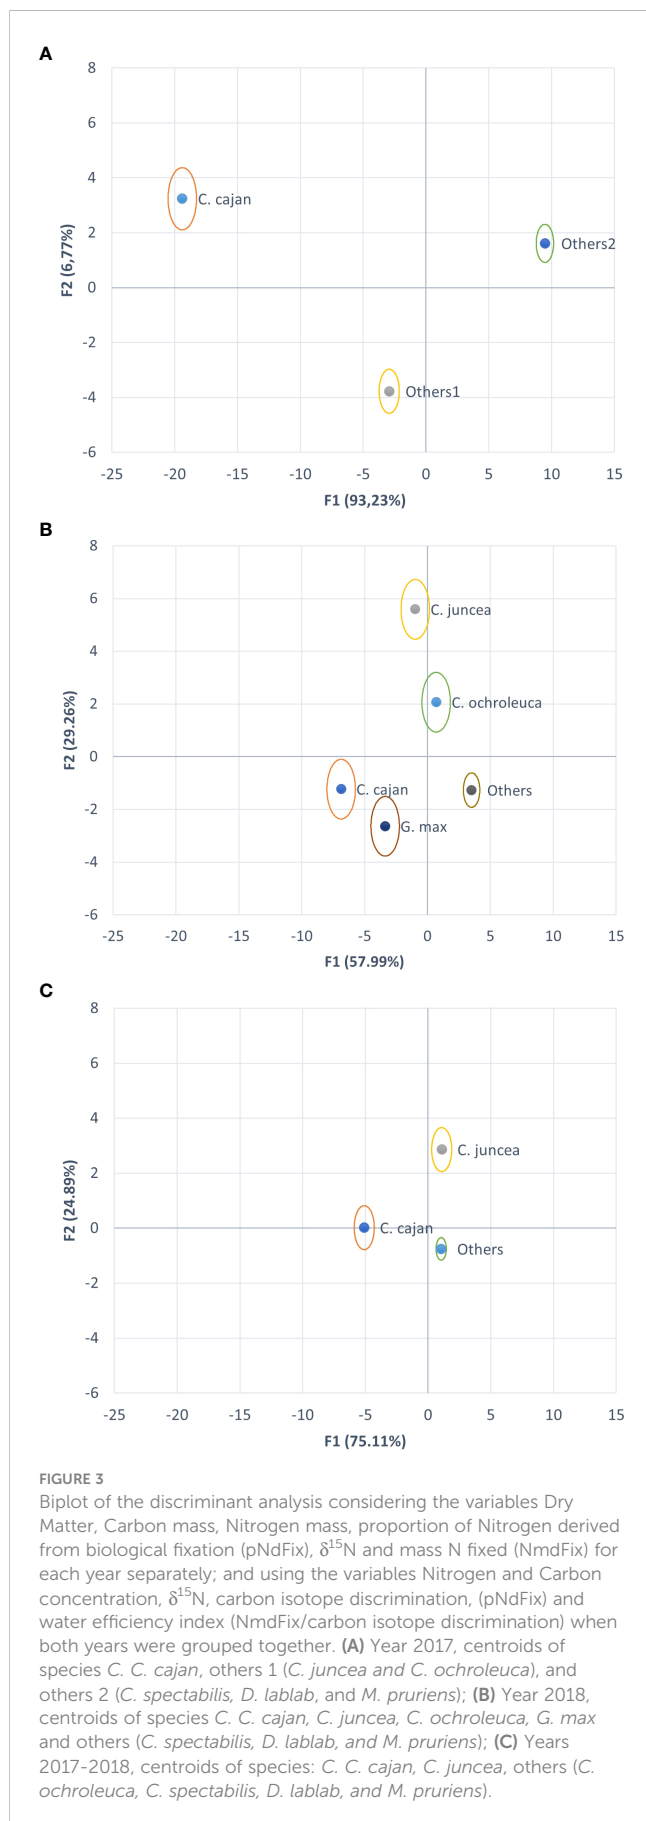 A
8
6
4
C. cajan
2
Others2
0
-2
-4
Others1
-6
-25 -20 -15 -10 -5 0 5 10 15
F2 (6,77%)
F1 (93,23%)
B
8
6
C. juncea
4
2
C. ochroleuca
0
C. cajan
Others
-2
G. max
-4
-6
-25 -20 -15 -10 -5 0 5 10 15
F2 (29.26%)
F1 (57.99%)
C
8
6
4
C. juncea
2
0
C. cajan
Others
-2
-4
-6
-25 -20 -15 -10 -5 0 5 10 15
F2 (24.89%)
F1 (75.11%)
FIGURE 3
Biplot of the discriminant analysis considering the variables Dry
Matter, Carbon mass, Nitrogen mass, proportion of Nitrogen derived
from biological fixation (pNdFix), δ¹⁵N and mass N fixed (NmdFix) for
each year separately; and using the variables Nitrogen and Carbon
concentration, δ¹⁵N, carbon isotope discrimination, (pNdFix) and
water efficiency index (NmdFix/carbon isotope discrimination) when
both years were grouped together. (A) Year 2017, centroids of
species C. C. cajan, others 1 (C. juncea and C. ochroleuca), and
others 2 (C. spectabilis, D. lablab, and M. pruriens); (B) Year 2018,
centroids of species C. C. cajan, C. juncea, C. ochroleuca, G. max
and others (C. spectabilis, D. lablab, and M. pruriens); (C) Years
2017-2018, centroids of species: C. C. cajan, C. juncea, others (C.
ochroleuca, C. spectabilis, D. lablab, and M. pruriens).